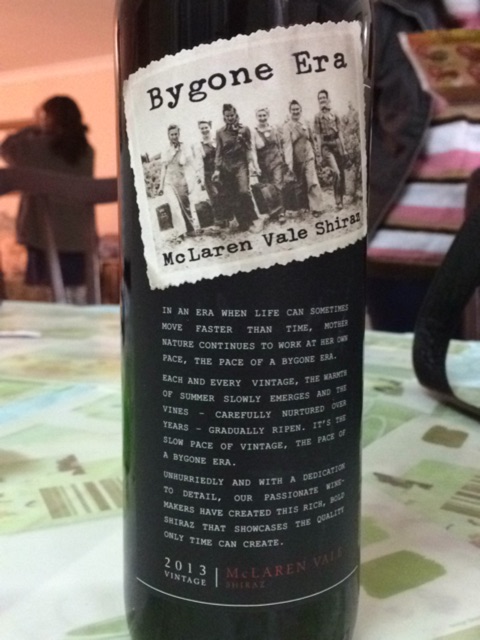 Bygone Era
McLaren Vale Shiraz
IN AN ERA WHEN LIFE CAN SOMETIMES
MOVE FASTER THAN TIME, MOTHER
NATURE CONTINUES TO WORK AT HER OWN
PACE, THE PACE OF A BYGONE ERA.
EACH AND EVERY VINTAGE, THE WARMTH
OF SUMMER SLOWLY EMERGES AND THE
VINES - CAREFULLY NURTURED OVER
YEARS - GRADUALLY RIPEN. IT'S THE
SLOW PACE OF VINTAGE, THE PACE OF
A BYGONE ERA.
UNHURRIEDLY AND WITH A DEDICATION
TO DETAIL, OUR PASSIONATE WINE-
MAKERS HAVE CREATED THIS RICH, BOLD
SHIRAZ THAT SHOWCASES THE QUALITY
ONLY TIME CAN CREATE.
2013
VINTAGE
McLAREN VALE
SHIRAZ